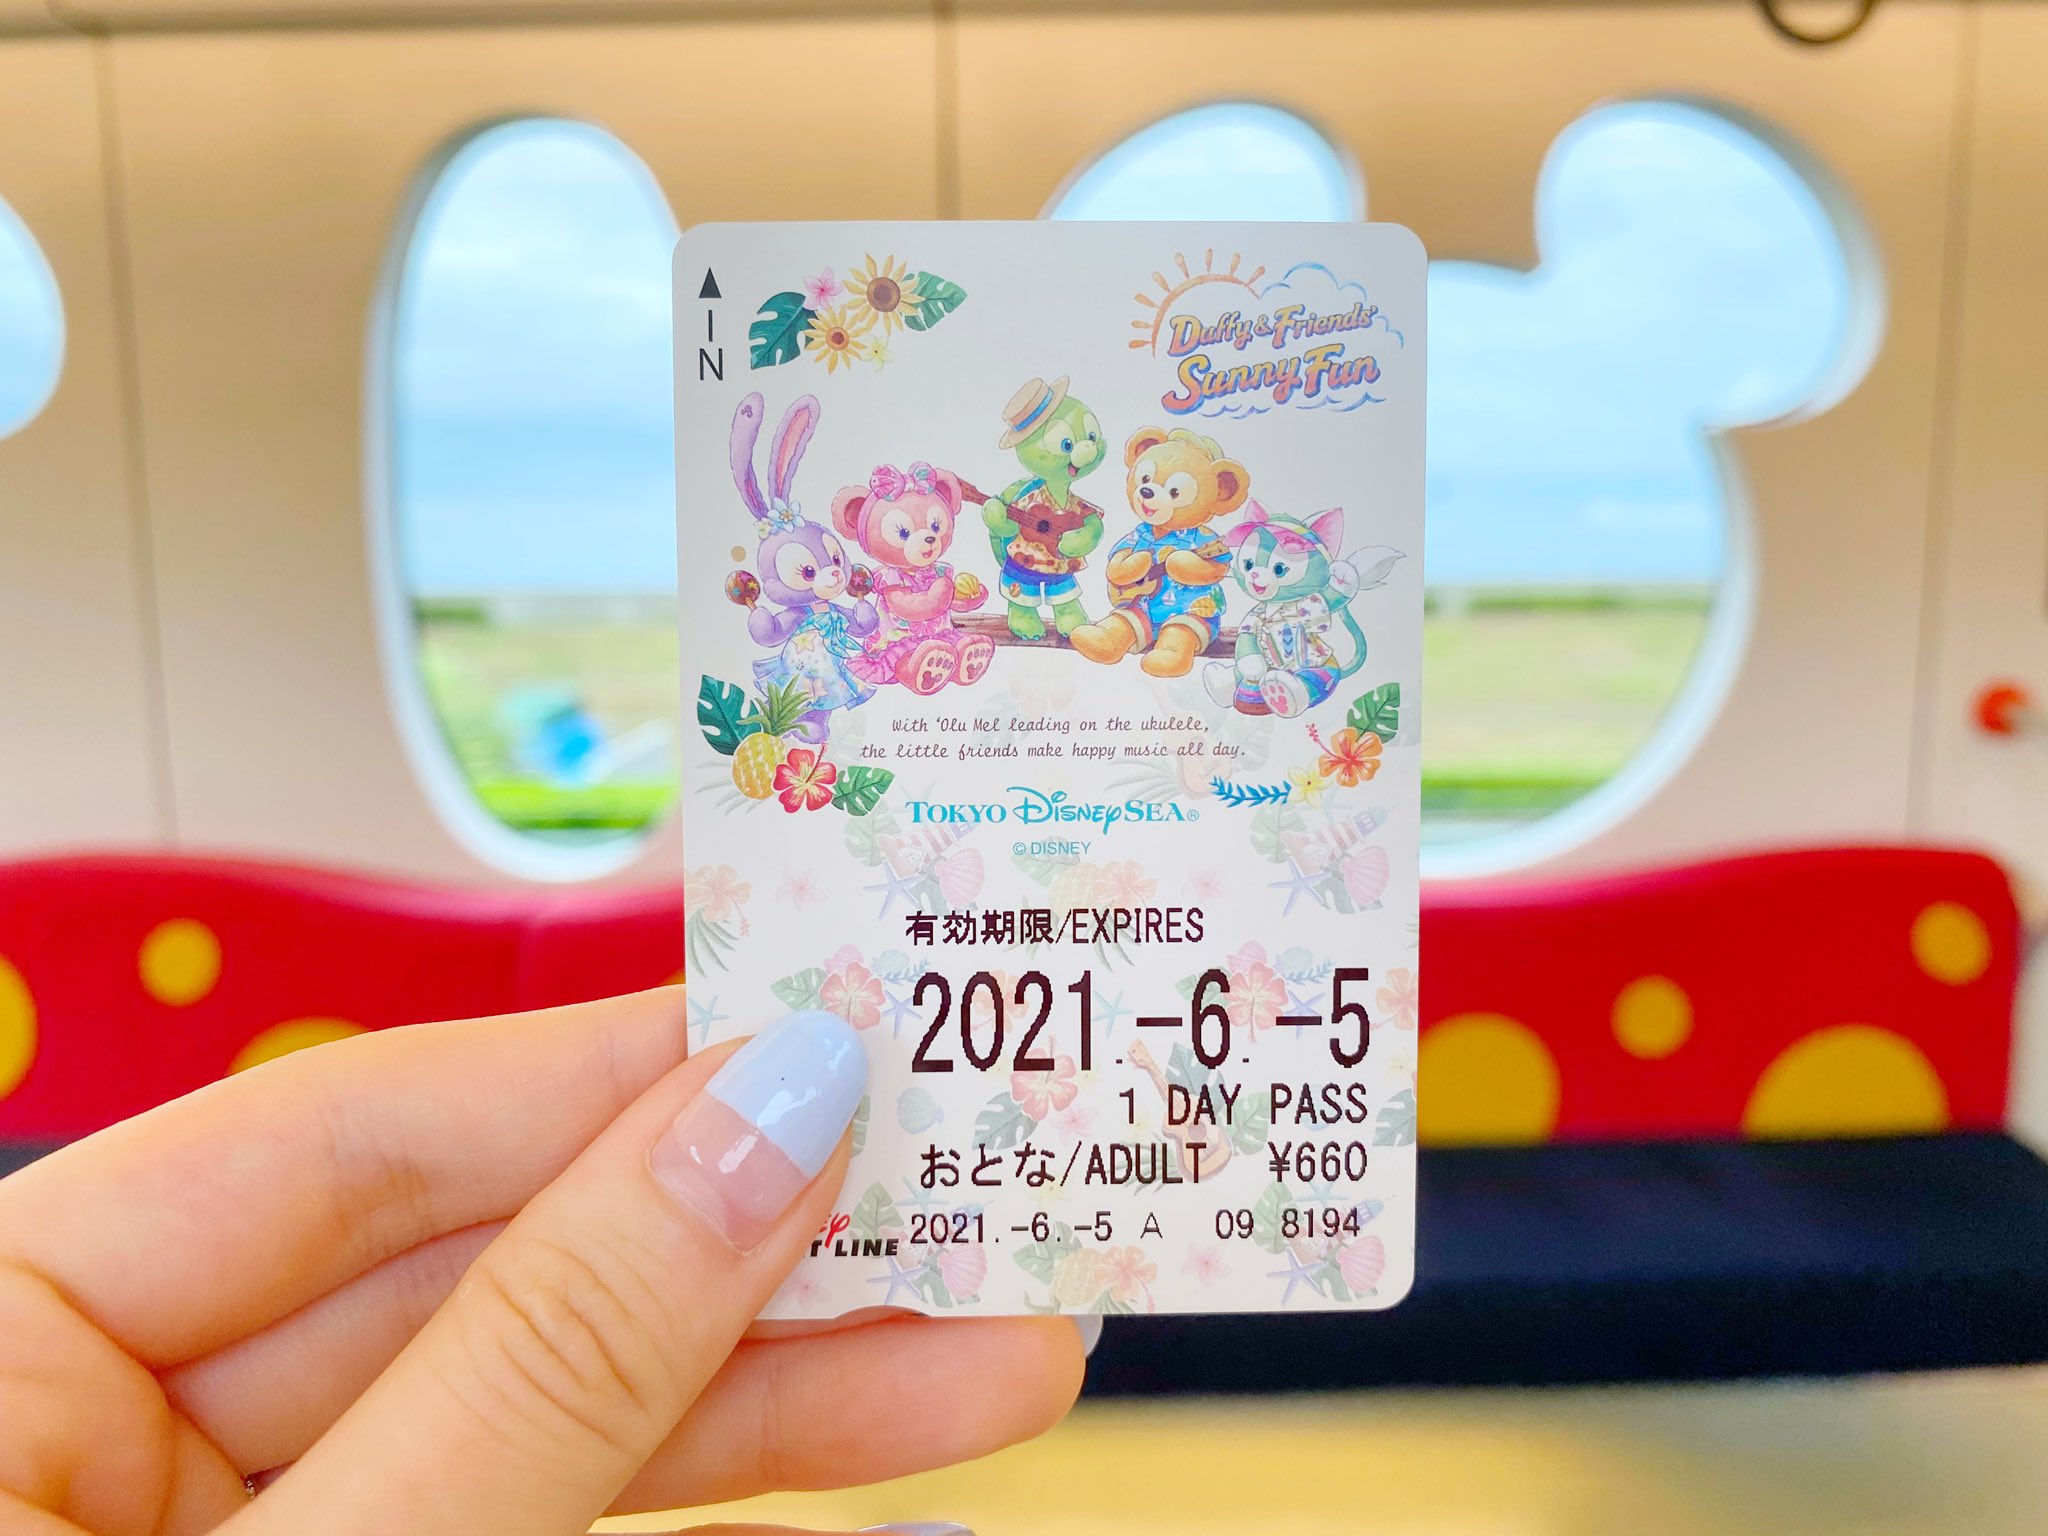 ▲IN
Duffy & Friends'
Sunny Fun
With 'Olu Mel leading on the ukulele,
the little friends make happy music all day.
TOKYO DISNEY SEA®
© DISNEY
有効期限/EXPIRES
2021.-6.-5
1 DAY PASS
おとな/ADULT ¥660
LINE 2021.-6.-5 A 09 8194